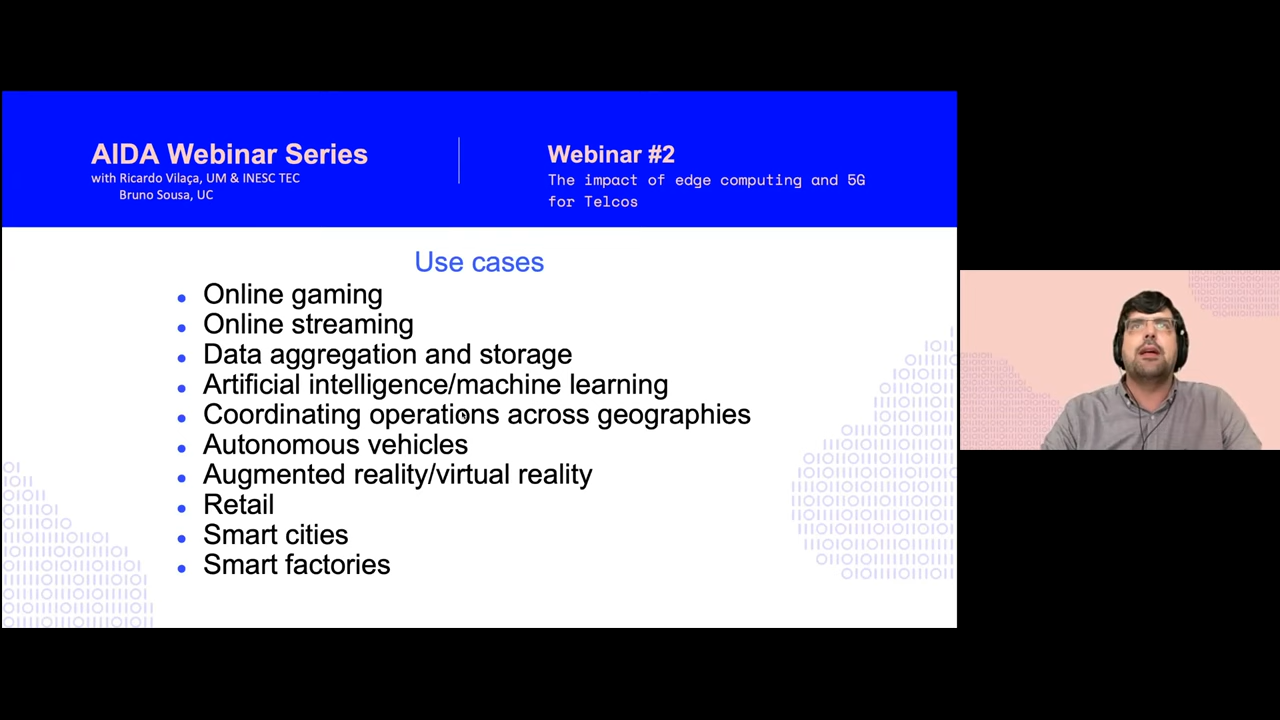 AIDA Webinar Series
with Ricardo Vilaça, UM & INESC TEC
Bruno Sousa, UC
Webinar #2
The impact of edge computing and 5G
for Telcos
Use cases
• Online gaming
• Online streaming
• Data aggregation and storage
• Artificial intelligence/machine learning
• Coordinating operations across geographies
• Autonomous vehicles
• Augmented reality/virtual reality
• Retail
• Smart cities
• Smart factories